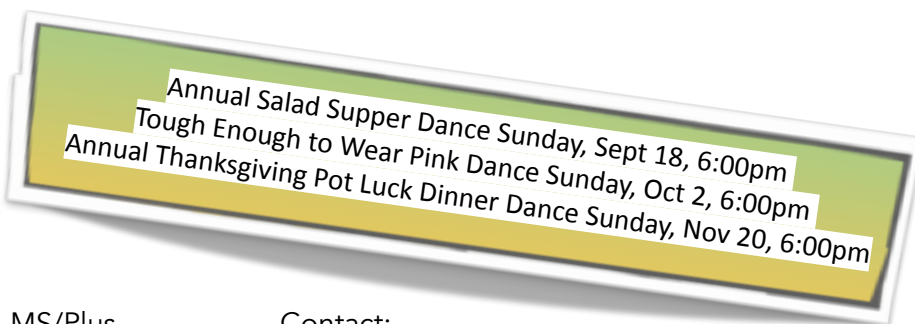 Annual Salad Supper Dance Sunday, Sept 18, 6:00pm
Tough Enough to Wear Pink Dance Sunday, Oct 2, 6:00pm
Annual Thanksgiving Pot Luck Dinner Dance Sunday, Nov 20, 6:00pm
MS/Plus Contact: